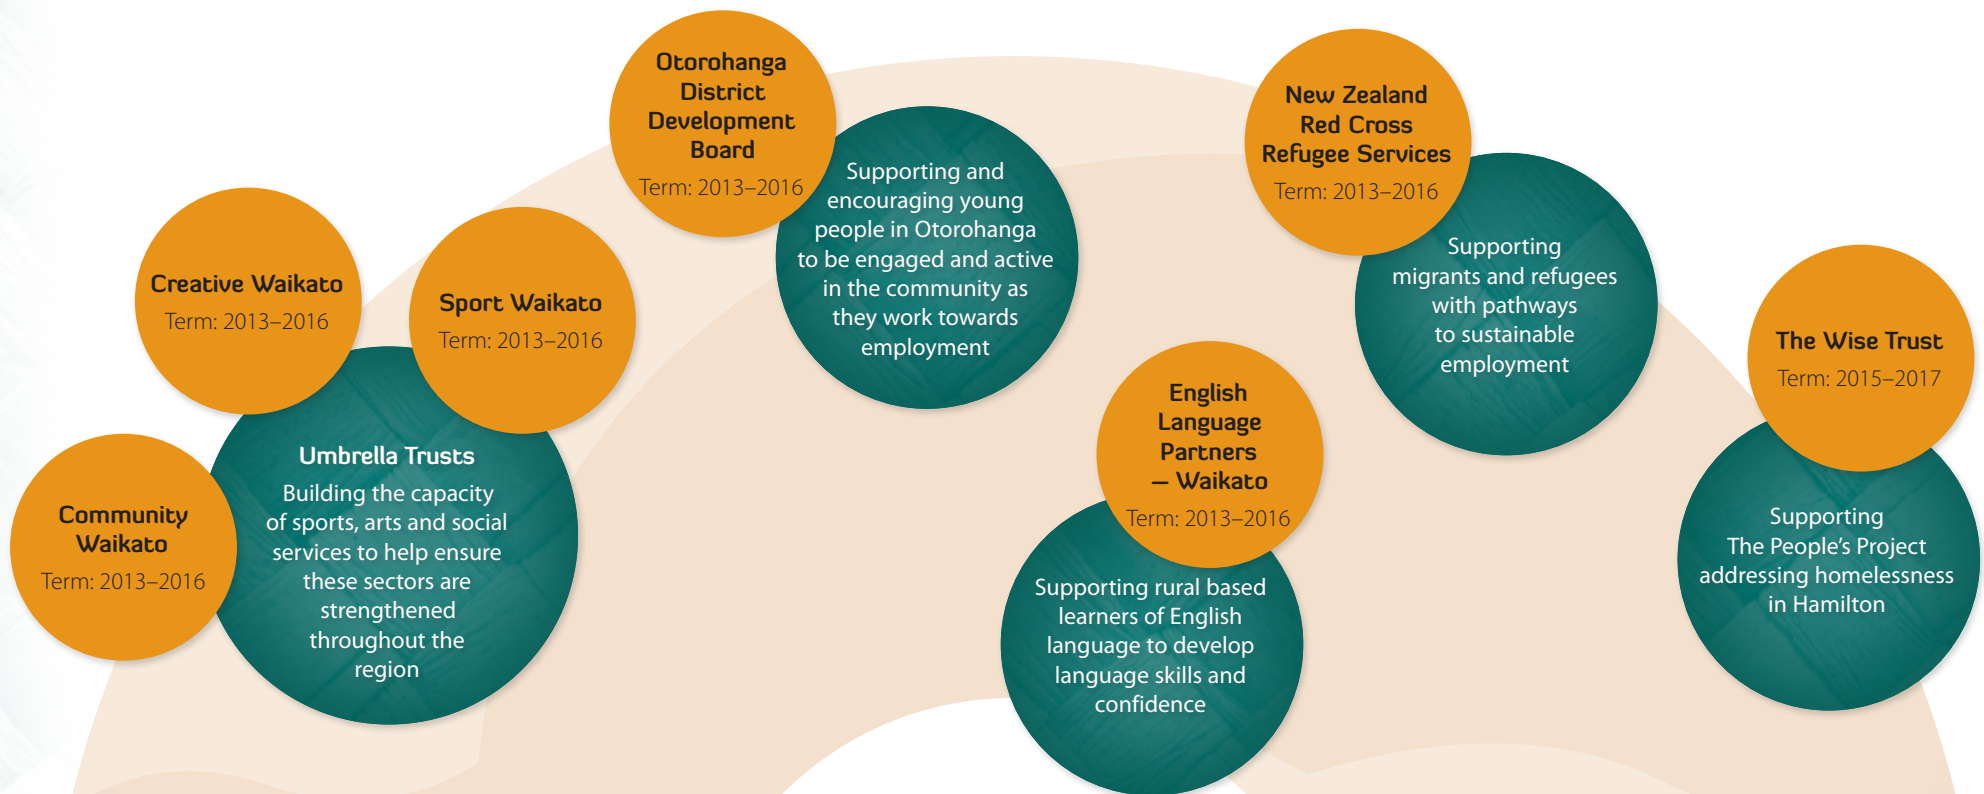 Otorohanga
District
Development
Board
Term: 2013–2016
Supporting and
encouraging young
people in Otorohanga
to be engaged and active
in the community as
they work towards
employment
New Zealand
Red Cross
Refugee Services
Term: 2013–2016
Supporting
migrants and refugees
with pathways
to sustainable
employment
Creative Waikato
Term: 2013–2016
Sport Waikato
Term: 2013–2016
Community
Waikato
Term: 2013–2016
Umbrella Trusts
Building the capacity
of sports, arts and social
services to help ensure
these sectors are
strengthened
throughout the
region
English
Language
Partners
– Waikato
Term: 2013–2016
Supporting rural based
learners of English
language to develop
language skills and
confidence
The Wise Trust
Term: 2015–2017
Supporting
The People’s Project
addressing homelessness
in Hamilton